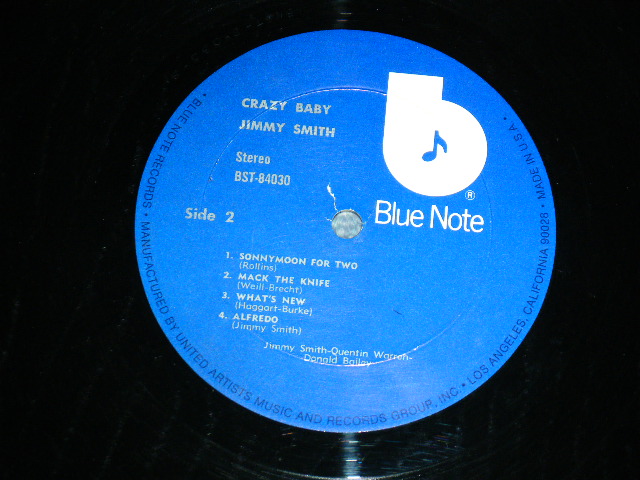 CRAZY BABY
JIMMY SMITH
Stereo
BST-84030
Side 2
®
Blue Note
1. SONNYMOON FOR TWO
(Rollins)
2. MACK THE KNIFE
(Weill-Brecht)
3. WHAT'S NEW
(Haggart-Burke)
4. ALFREDO
(Jimmy Smith)
Jimmy Smith-Quentin Warren-
Donald Bailey
• BLUE NOTE RECORDS • MANUFACTURED BY UNITED ARTISTS MUSIC AND RECORDS GROUP, INC. • LOS ANGELES, CALIFORNIA 90028 • MADE IN U.S.A.